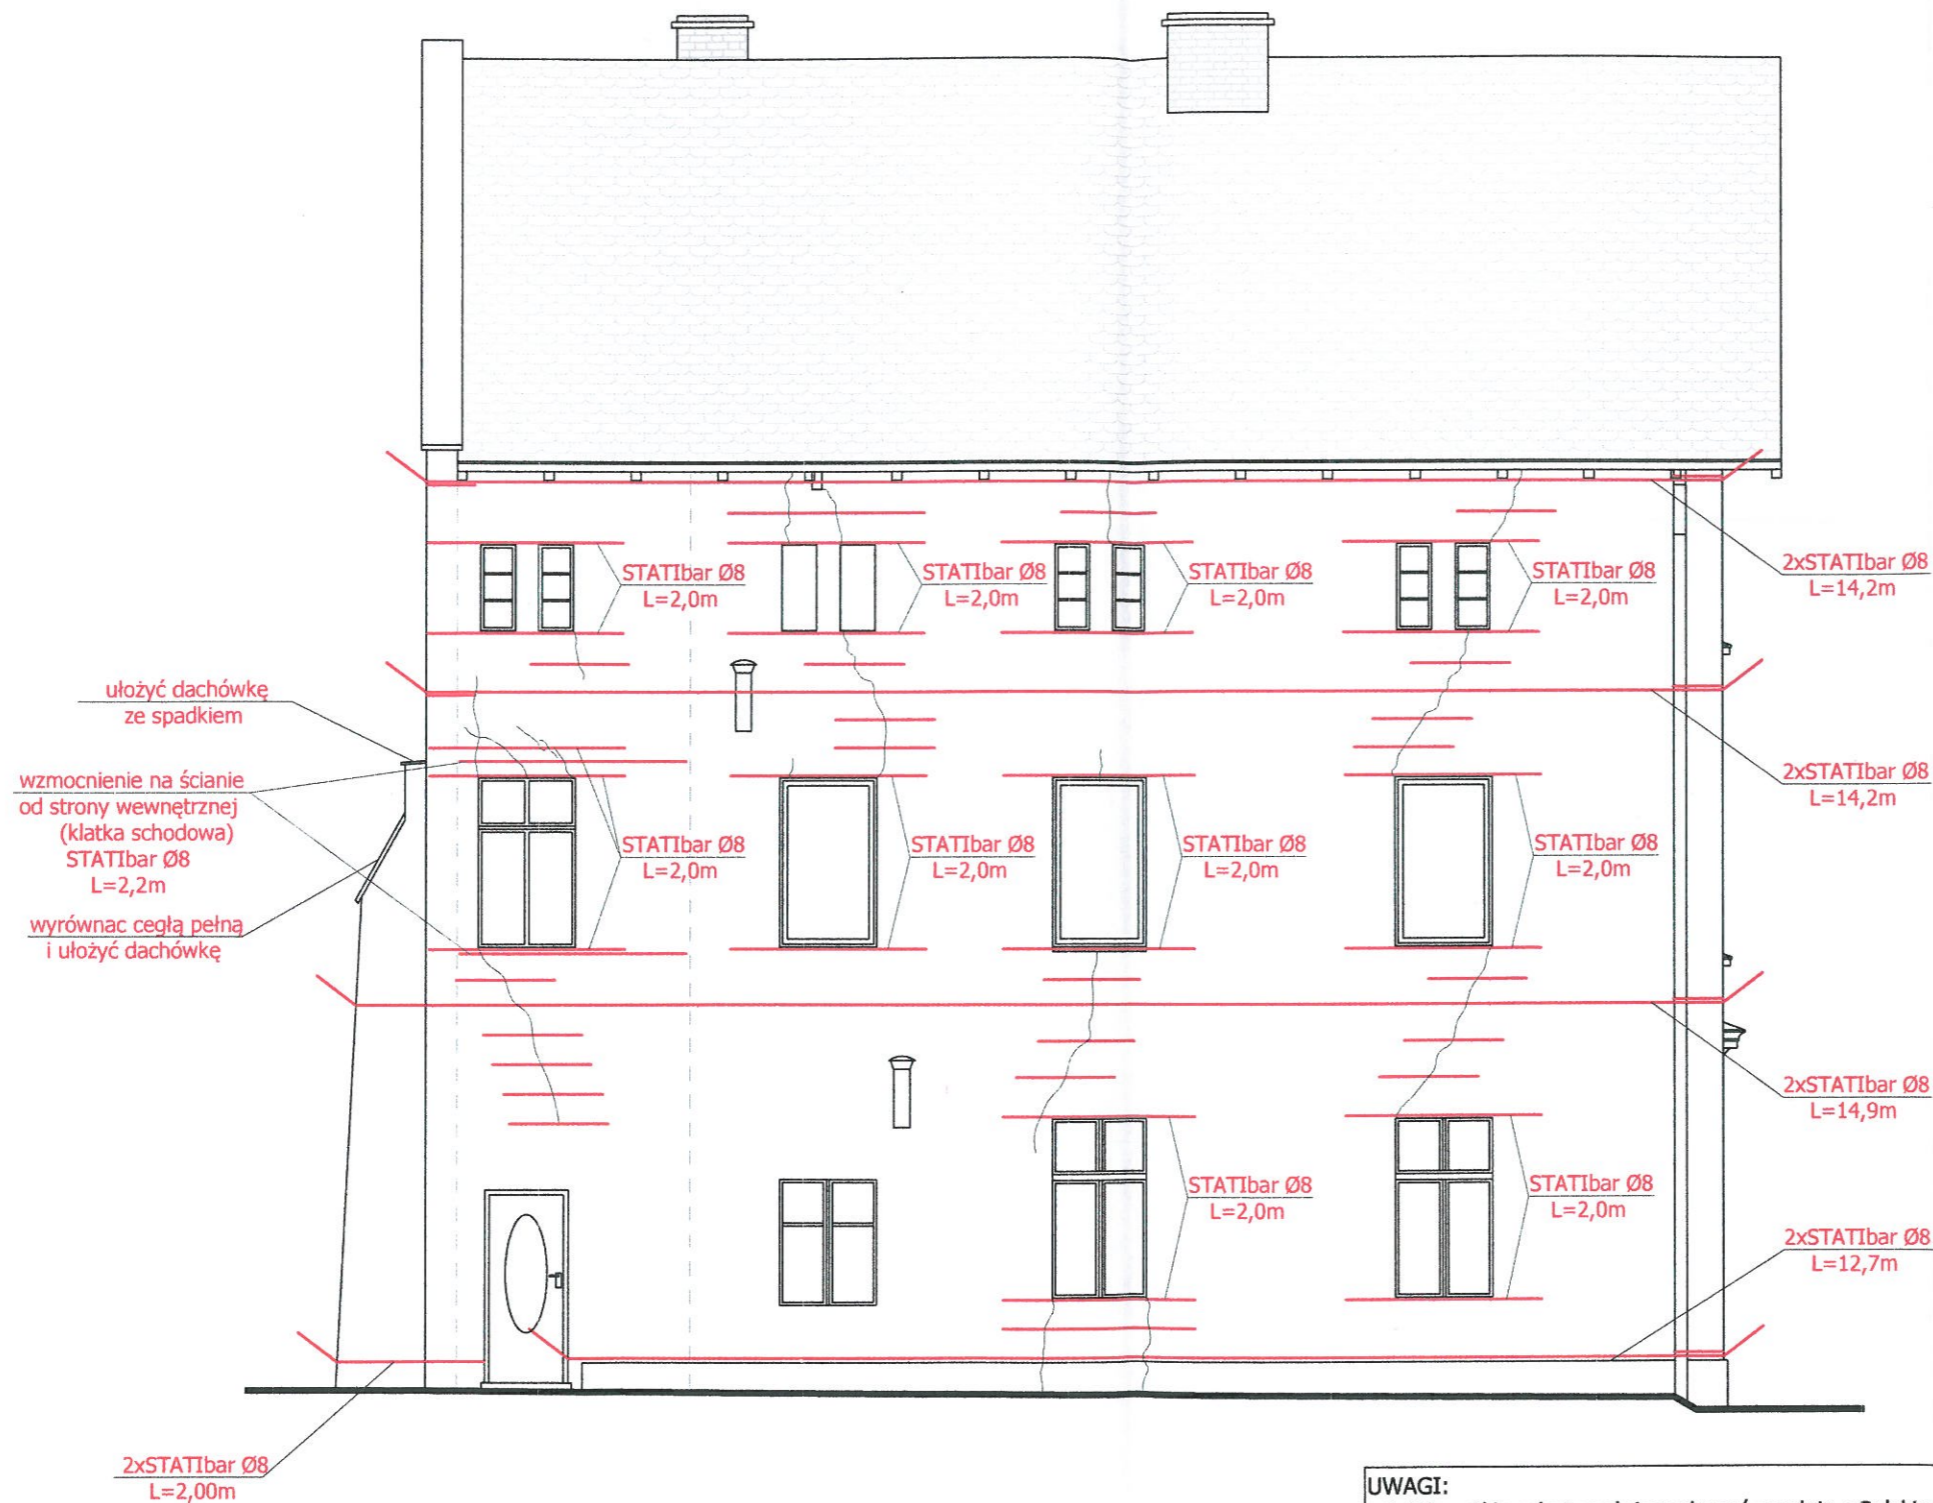 STATIbar Ø8
L=2,0m
STATIbar Ø8
L=2,0m
STATIbar Ø8
L=2,0m
STATIbar Ø8
L=2,0m
2xSTATIbar Ø8
L=14,2m
ułożyć dachówkę
ze spadkiem
wzmocnienie na ścianie
od strony wewnętrznej
(klatka schodowa)
STATIbar Ø8
L=2,2m
wyrównac cegłą pełną
i ułożyć dachówkę
2xSTATIbar Ø8
L=14,2m
STATIbar Ø8
L=2,0m
STATIbar Ø8
L=2,0m
STATIbar Ø8
L=2,0m
STATIbar Ø8
L=2,0m
2xSTATIbar Ø8
L=14,9m
STATIbar Ø8
L=2,0m
STATIbar Ø8
L=2,0m
2xSTATIbar Ø8
L=12,7m
2xSTATIbar Ø8
L=2,00m
UWAGI: